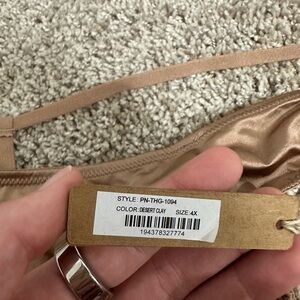 STYLE: PN-THG-1094
COLOR: DESERT CLAY SIZE: 4X
194378327774